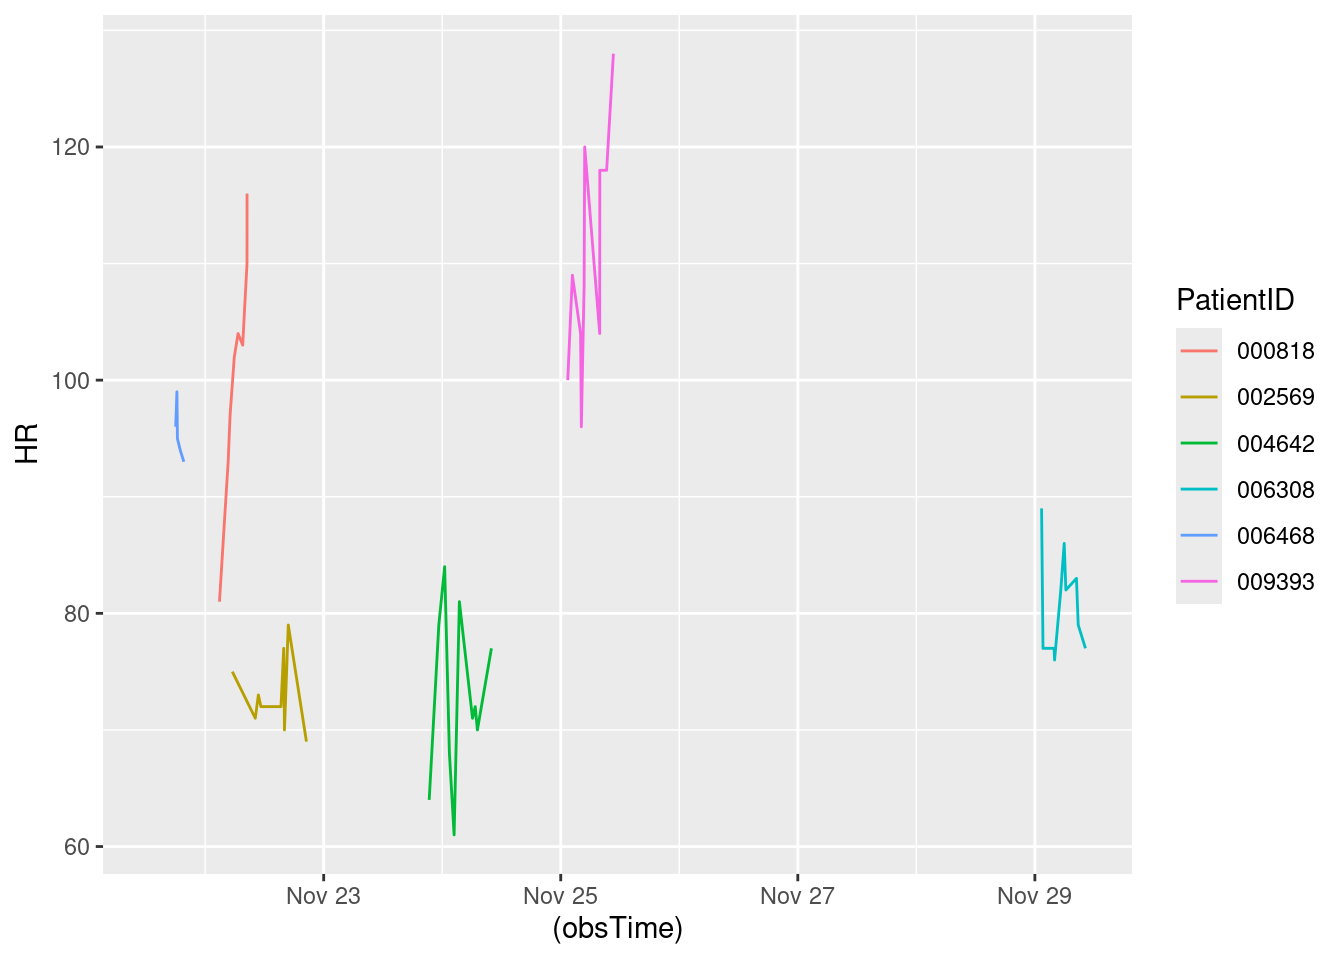 120
100
80
60
HR
Nov 23
Nov 25
Nov 27
Nov 29
(obsTime)
PatientID
000818
002569
004642
006308
006468
009393